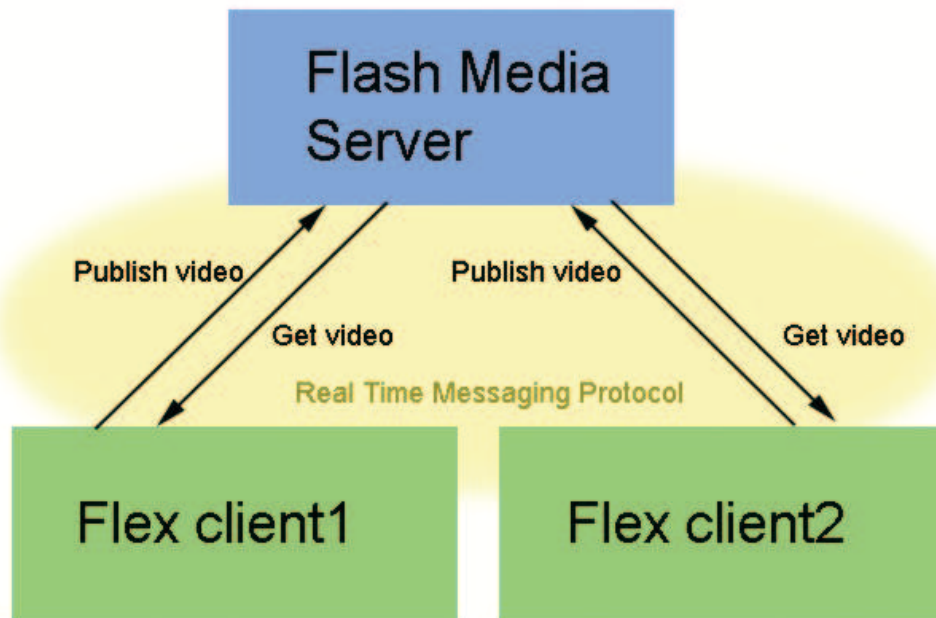 Flash Media
Server
Publish video
Publish video
Get video
Get video
Real Time Messaging Protocol
Flex client1
Flex client2